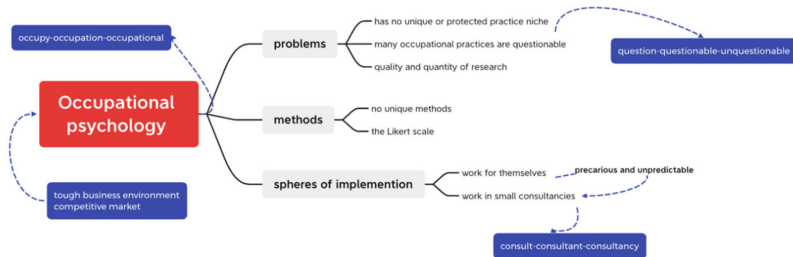 occupy-occupation-occupational
Occupational
psychology
tough business environment
competitive market
problems
has no unique or protected practice niche
many occupational practices are questionable
quality and quantity of research
question-questionable-unquestionable
methods
no unique methods
the Likert scale
spheres of implemention
work for themselves
precarious and unpredictable
work in small consultancies
consult-consultant-consultancy